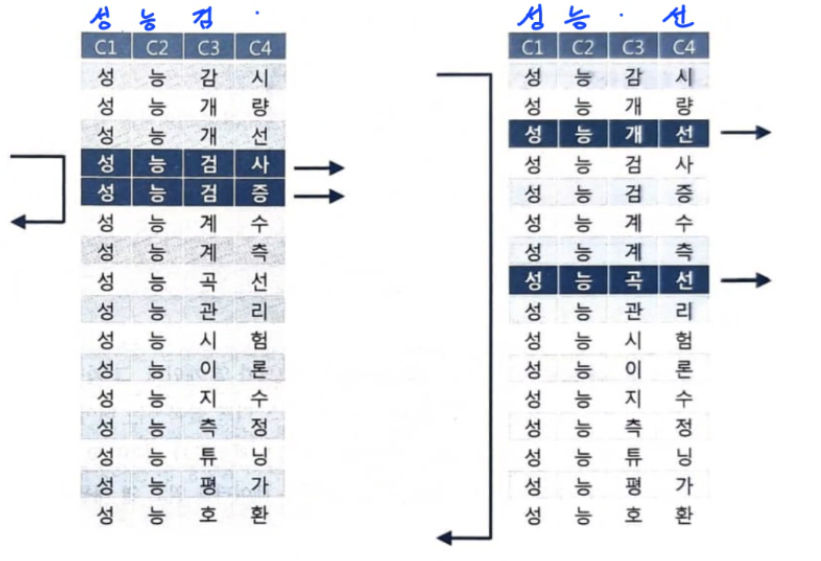 성능검 ·
C1 C2 C3 C4
성 능 감 시
성 능 개 량
성 능 개 선
성 능 검 사
성 능 검 증
성 능 계 수
성 능 계 측
성 능 곡 선
성 능 관 리
성 능 시 험
성 능 이 론
성 능 지 수
성 능 측 정
성 능 튜 닝
성 능 평 가
성 능 호 환
성능 · 선
C1 C2 C3 C4
성 능 감 시
성 능 개 량
성 능 개 선
성 능 검 사
성 능 검 증
성 능 계 수
성 능 계 측
성 능 곡 선
성 능 관 리
성 능 시 험
성 능 이 론
성 능 지 수
성 능 측 정
성 능 튜 닝
성 능 평 가
성 능 호 환